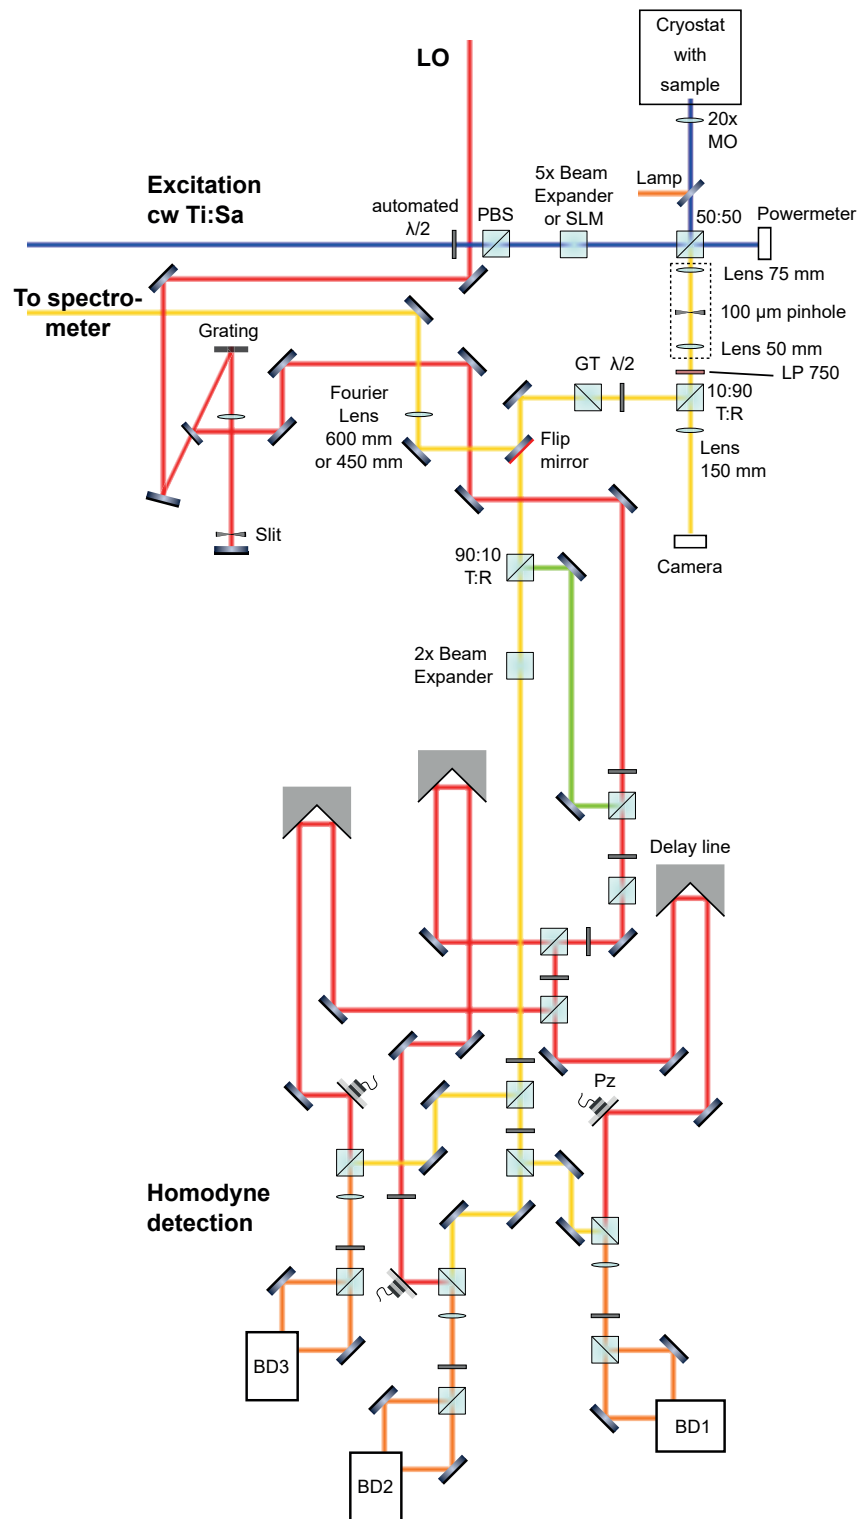 Cryostat
with
sample
LO
20x
MO
Lamp
Excitation
cw Ti:Sa
5x Beam
Expander
or SLM
automated
λ/2
PBS
50:50
Powermeter
Lens 75 mm
To spectro-
meter
100 µm pinhole
Grating
Lens 50 mm
GT λ/2
LP 750
10:90
T:R
Fourier
Lens
600 mm
or 450 mm
Flip
mirror
Lens
150 mm
Slit
90:10
T:R
Camera
2x Beam
Expander
Delay line
Pz
Homodyne
detection
BD3
BD1
BD2